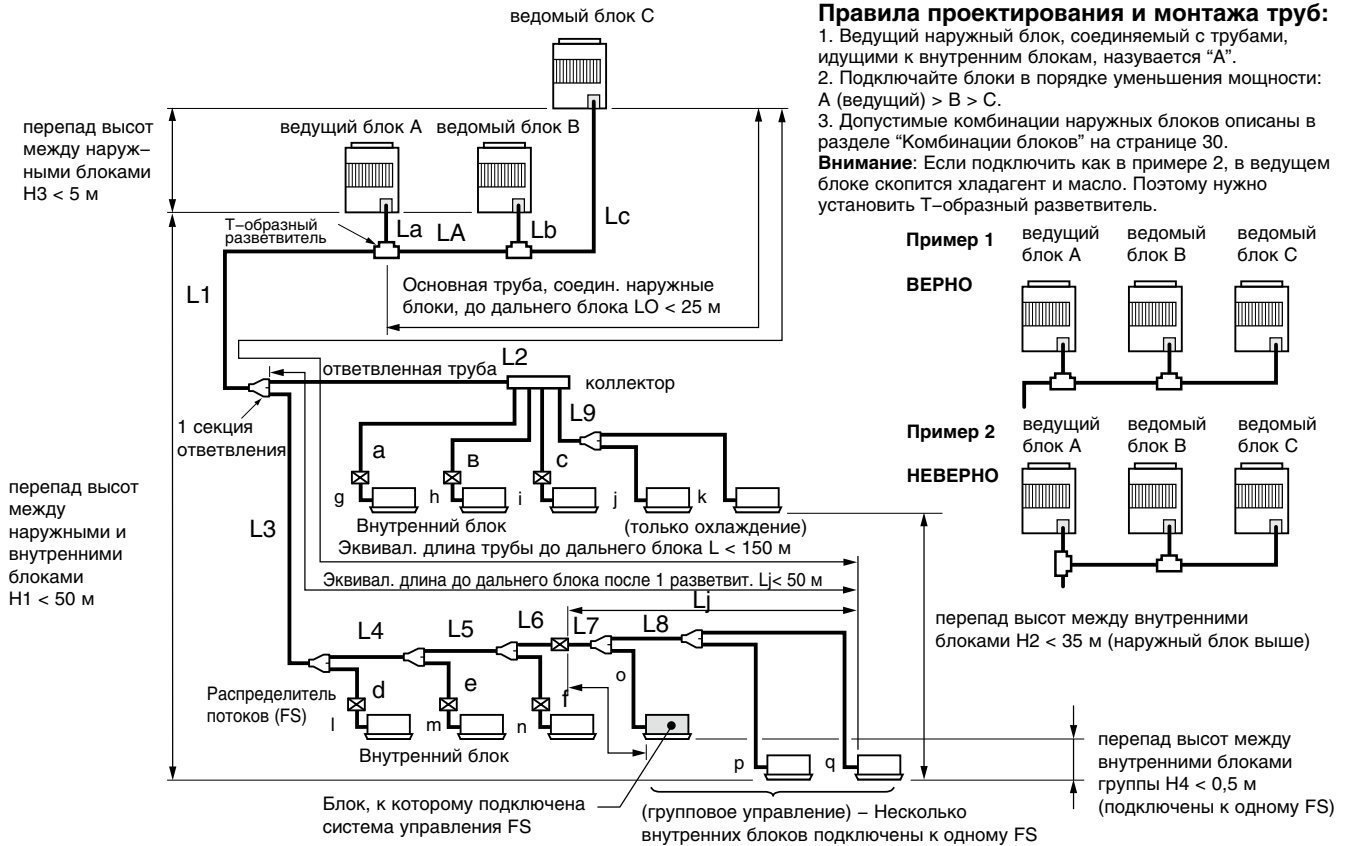 ведомый блок C
Правила проектирования и монтажа труб:
1. Ведущий наружный блок, соединяемый с трубами,
идущими к внутренним блокам, назувается “А”.
2. Подключайте блоки в порядке уменьшения мощности:
А (ведущий) > В > С.
3. Допустимые комбинации наружных блоков описаны в
разделе “Комбинации блоков” на странице 30.
Внимание: Если подключить как в примере 2, в ведущем
блоке скопится хладагент и масло. Поэтому нужно
установить Т–образный разветвитель.
перепад высот
между наруж–
ными блоками
H3 < 5 м
ведущий блок А
ведомый блок В
Т–образный
разветвитель
La
LA
Lb
Lc
L1
Основная труба, соедин. наружные
блоки, до дальнего блока LO < 25 м
Пример 1
ВЕРНО
ведущий
блок А
ведомый
блок В
ведомый
блок С
L2
ответвленная труба
коллектор
1 секция
ответвления
L9
a
в
c
g
h
i
j
k
Внутренний блок
(только охлаждение)
Пример 2
НЕВЕРНО
ведущий
блок А
ведомый
блок В
ведомый
блок С
перепад высот
между
наружными и
внутренними
блоками
H1 < 50 м
L3
Эквивал. длина трубы до дальнего блока L < 150 м
Эквивал. длина до дальнего блока после 1 разветвит. Lj< 50 м
Lj
перепад высот между внутренними
блоками H2 < 35 м (наружный блок выше)
L4
L5
L6
L7
L8
Распределитель
потоков (FS)
d
e
f
o
l
m
n
p
q
Внутренний блок
Блок, к которому подключена
система управления FS
(групповое управление) – Несколько
внутренних блоков подключены к одному FS
перепад высот между
внутренними блоками
группы H4 < 0,5 м
(подключены к одному FS)